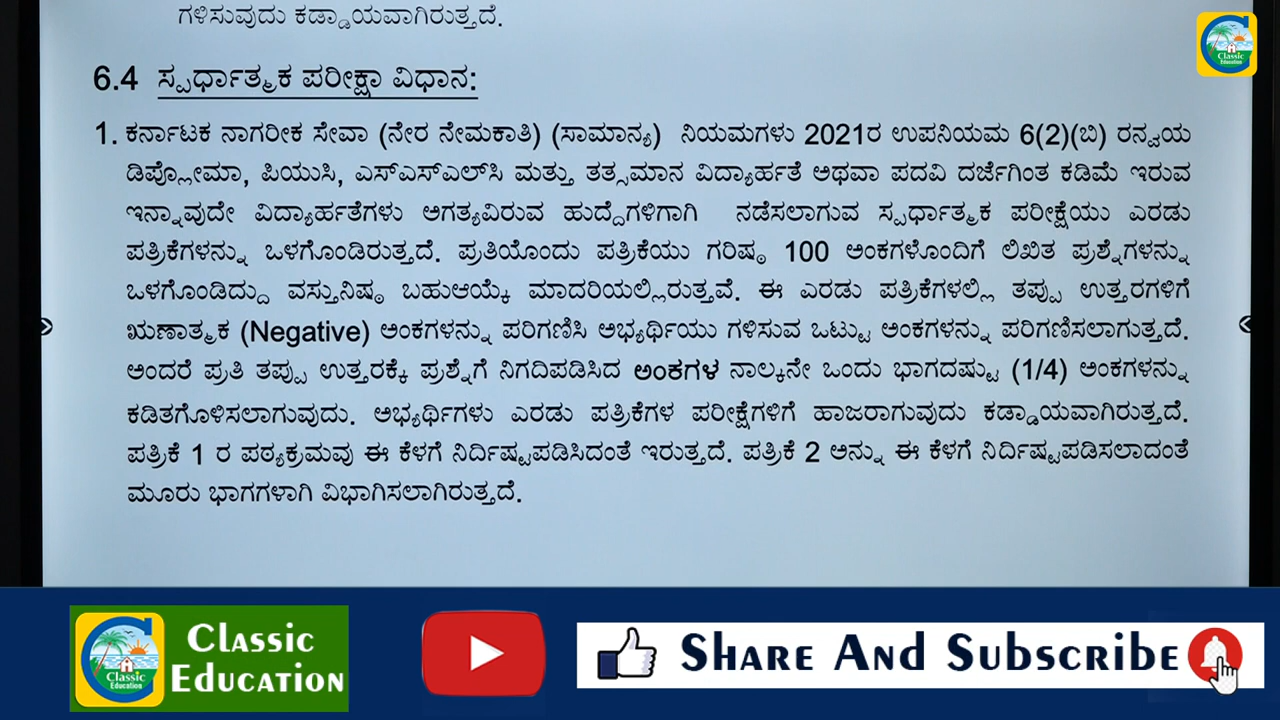 ಗಳಿಸುವುದು ಕಡ್ಡಾಯವಾಗಿರುತ್ತದೆ.
6.4 ಸ್ಪರ್ಧಾತ್ಮಕ ಪರೀಕ್ಷಾ ವಿಧಾನ:
1. ಕರ್ನಾಟಕ ನಾಗರೀಕ ಸೇವಾ (ನೇರ ನೇಮಕಾತಿ) (ಸಾಮಾನ್ಯ) ನಿಯಮಗಳು 2021ರ ಉಪನಿಯಮ 6(2)(ಬಿ) ರನ್ವಯ
ಡಿಪ್ಲೋಮಾ, ಪಿಯುಸಿ, ಎಸ್ಎಸ್ಎಲ್‌ಸಿ ಮತ್ತು ತತ್ಸಮಾನ ವಿದ್ಯಾರ್ಹತೆ ಅಥವಾ ಪದವಿ ದರ್ಜೆಗಿಂತ ಕಡಿಮೆ ಇರುವ
ಇನ್ನಾವುದೇ ವಿದ್ಯಾರ್ಹತೆಗಳು ಅಗತ್ಯವಿರುವ ಹುದ್ದೆಗಳಿಗಾಗಿ ನಡೆಸಲಾಗುವ ಸ್ಪರ್ಧಾತ್ಮಕ ಪರೀಕ್ಷೆಯು ಎರಡು
ಪತ್ರಿಕೆಗಳನ್ನು ಒಳಗೊಂಡಿರುತ್ತದೆ. ಪ್ರತಿಯೊಂದು ಪತ್ರಿಕೆಯು ಗರಿಷ್ಠ 100 ಅಂಕಗಳೊಂದಿಗೆ ಲಿಖಿತ ಪ್ರಶ್ನೆಗಳನ್ನು
ಒಳಗೊಂಡಿದ್ದು ವಸ್ತುನಿಷ್ಠ ಬಹುಆಯ್ಕೆ ಮಾದರಿಯಲ್ಲಿರುತ್ತವೆ. ಈ ಎರಡು ಪತ್ರಿಕೆಗಳಲ್ಲಿ ತಪ್ಪು ಉತ್ತರಗಳಿಗೆ
ಋಣಾತ್ಮಕ (Negative) ಅಂಕಗಳನ್ನು ಪರಿಗಣಿಸಿ ಅಭ್ಯರ್ಥಿಯು ಗಳಿಸುವ ಒಟ್ಟು ಅಂಕಗಳನ್ನು ಪರಿಗಣಿಸಲಾಗುತ್ತದೆ.
ಅಂದರೆ ಪ್ರತಿ ತಪ್ಪು ಉತ್ತರಕ್ಕೆ ಪ್ರಶ್ನೆಗೆ ನಿಗದಿಪಡಿಸಿದ ಅಂಕಗಳ ನಾಲ್ಕನೇ ಒಂದು ಭಾಗದಷ್ಟು (1/4) ಅಂಕಗಳನ್ನು
ಕಡಿತಗೊಳಿಸಲಾಗುವುದು. ಅಭ್ಯರ್ಥಿಗಳು ಎರಡು ಪತ್ರಿಕೆಗಳ ಪರೀಕ್ಷೆಗಳಿಗೆ ಹಾಜರಾಗುವುದು ಕಡ್ಡಾಯವಾಗಿರುತ್ತದೆ.
ಪತ್ರಿಕೆ 1 ರ ಪಠ್ಯಕ್ರಮವು ಈ ಕೆಳಗೆ ನಿರ್ದಿಷ್ಟಪಡಿಸಿದಂತೆ ಇರುತ್ತದೆ. ಪತ್ರಿಕೆ 2 ಅನ್ನು ಈ ಕೆಳಗೆ ನಿರ್ದಿಷ್ಟಪಡಿಸಲಾದಂತೆ
ಮೂರು ಭಾಗಗಳಾಗಿ ವಿಭಾಗಿಸಲಾಗಿರುತ್ತದೆ.
Classic
Education
Classic
Education
Classic
Education
Share And Subscribe